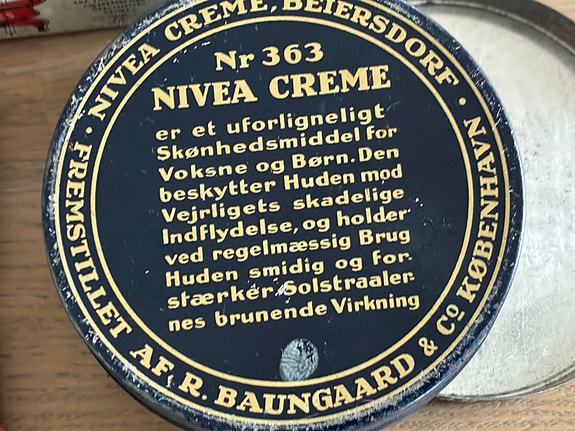 NIVEA CREME, BEIERSDORF · KØBENHAVN
· FREMSTILLET AF R. BAUNGAARD & Co
Nr 363
NIVEA CREME
er et uforligneligt
Skønhedsmiddel for
Voksne og Børn. Den
beskytter Huden mod
Vejrligets skadelige
Indflydelse, og holder
ved regelmæssig Brug
Huden smidig og for-
stærker Solstraaler-
nes brunende Virkning